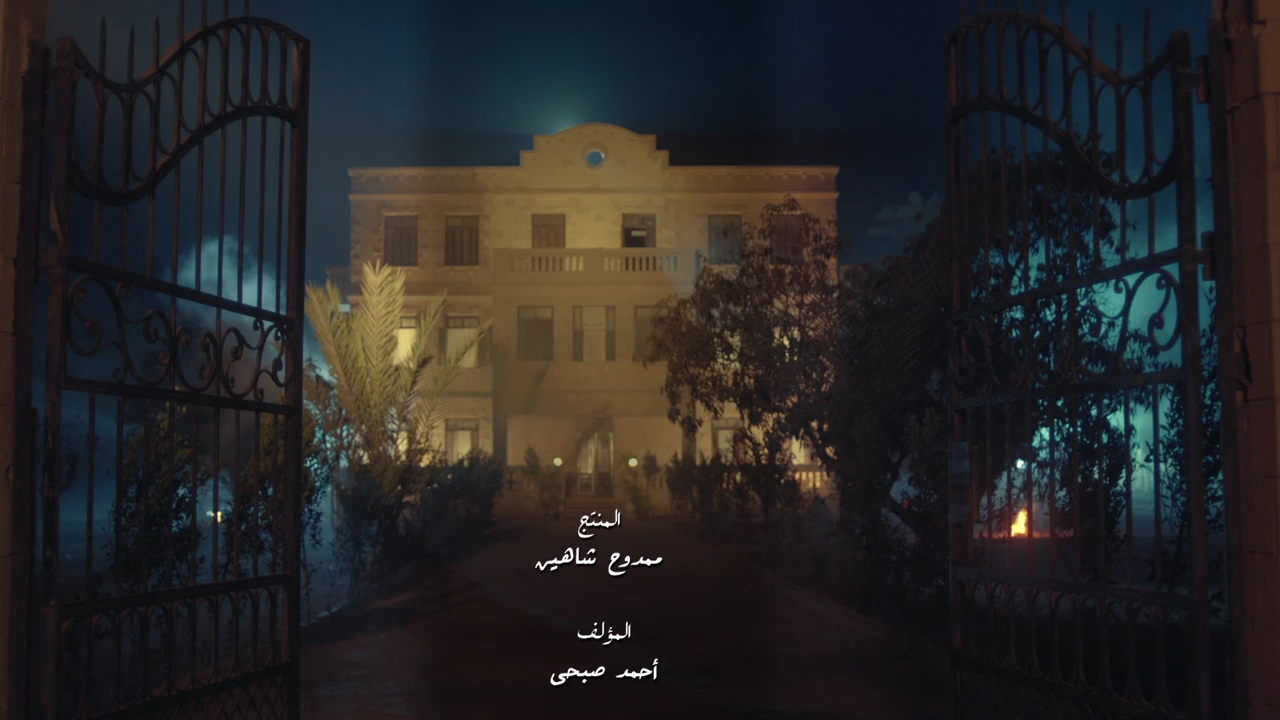 المنتج
ممدوح شاهين
المؤلف
أحمد صبحى